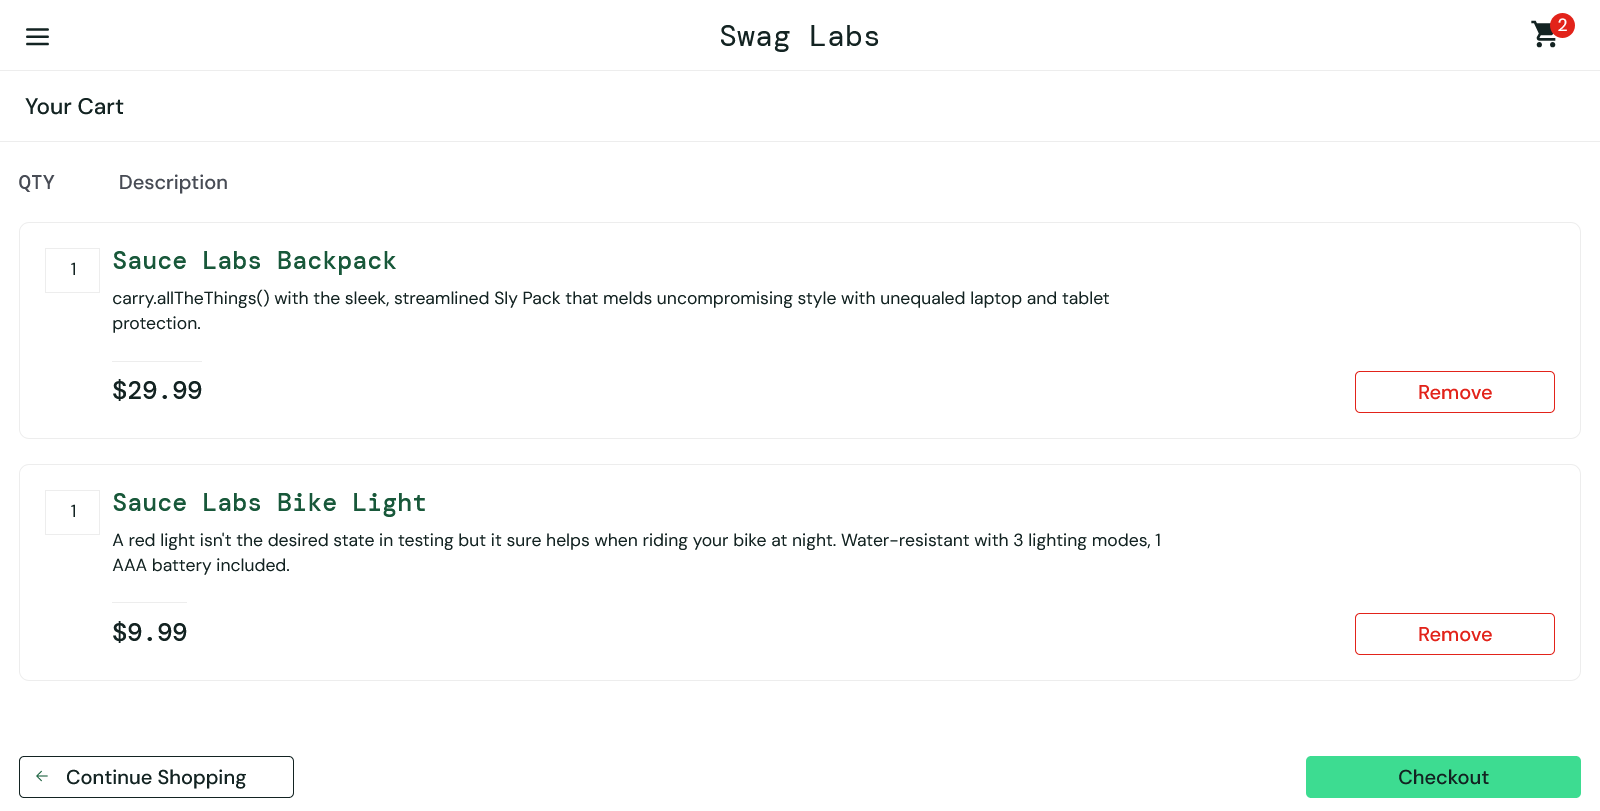 Swag Labs
2
Your Cart
QTY Description
1
Sauce Labs Backpack
carry.allTheThings() with the sleek, streamlined Sly Pack that melds uncompromising style with unequaled laptop and tablet
protection.
$29.99
Remove
1
Sauce Labs Bike Light
A red light isn't the desired state in testing but it sure helps when riding your bike at night. Water-resistant with 3 lighting modes, 1
AAA battery included.
$9.99
Remove
Continue Shopping
Checkout